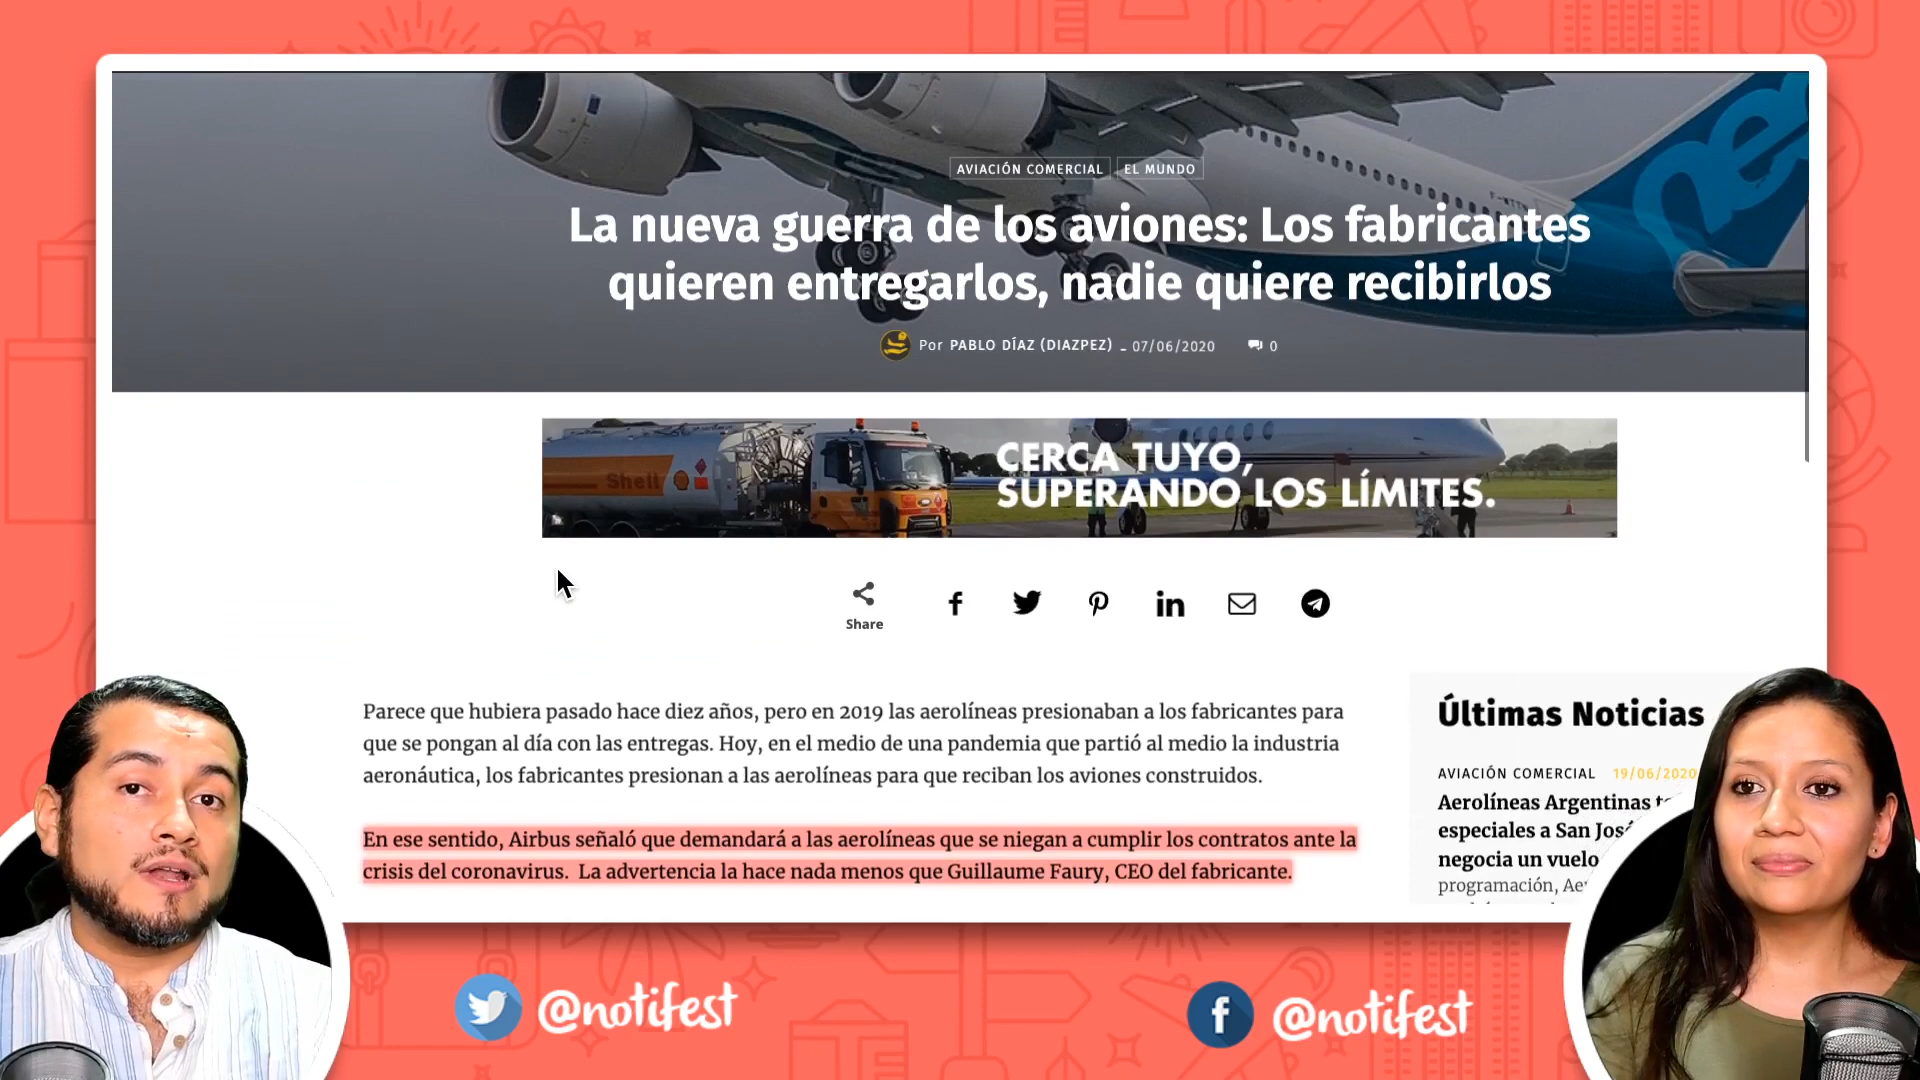 AVIACIÓN COMERCIAL EL MUNDO
La nueva guerra de los aviones: Los fabricantes
quieren entregarlos, nadie quiere recibirlos
Por PABLO DÍAZ (DIAZPEZ) - 07/06/2020 0
Shell
CERCA TUYO,
SUPERANDO LOS LÍMITES.
Share
Parece que hubiera pasado hace diez años, pero en 2019 las aerolíneas presionaban a los fabricantes para
que se pongan al día con las entregas. Hoy, en el medio de una pandemia que partió al medio la industria
aeronáutica, los fabricantes presionan a las aerolíneas para que reciban los aviones construidos.
En ese sentido, Airbus señaló que demandará a las aerolíneas que se niegan a cumplir los contratos ante la
crisis del coronavirus. La advertencia la hace nada menos que Guillaume Faury, CEO del fabricante.
Últimas Noticias
AVIACIÓN COMERCIAL 19/06/2020
Aerolíneas Argentinas
especiales a San José
negocia un vuelo
programación,
@notifest
@notifest